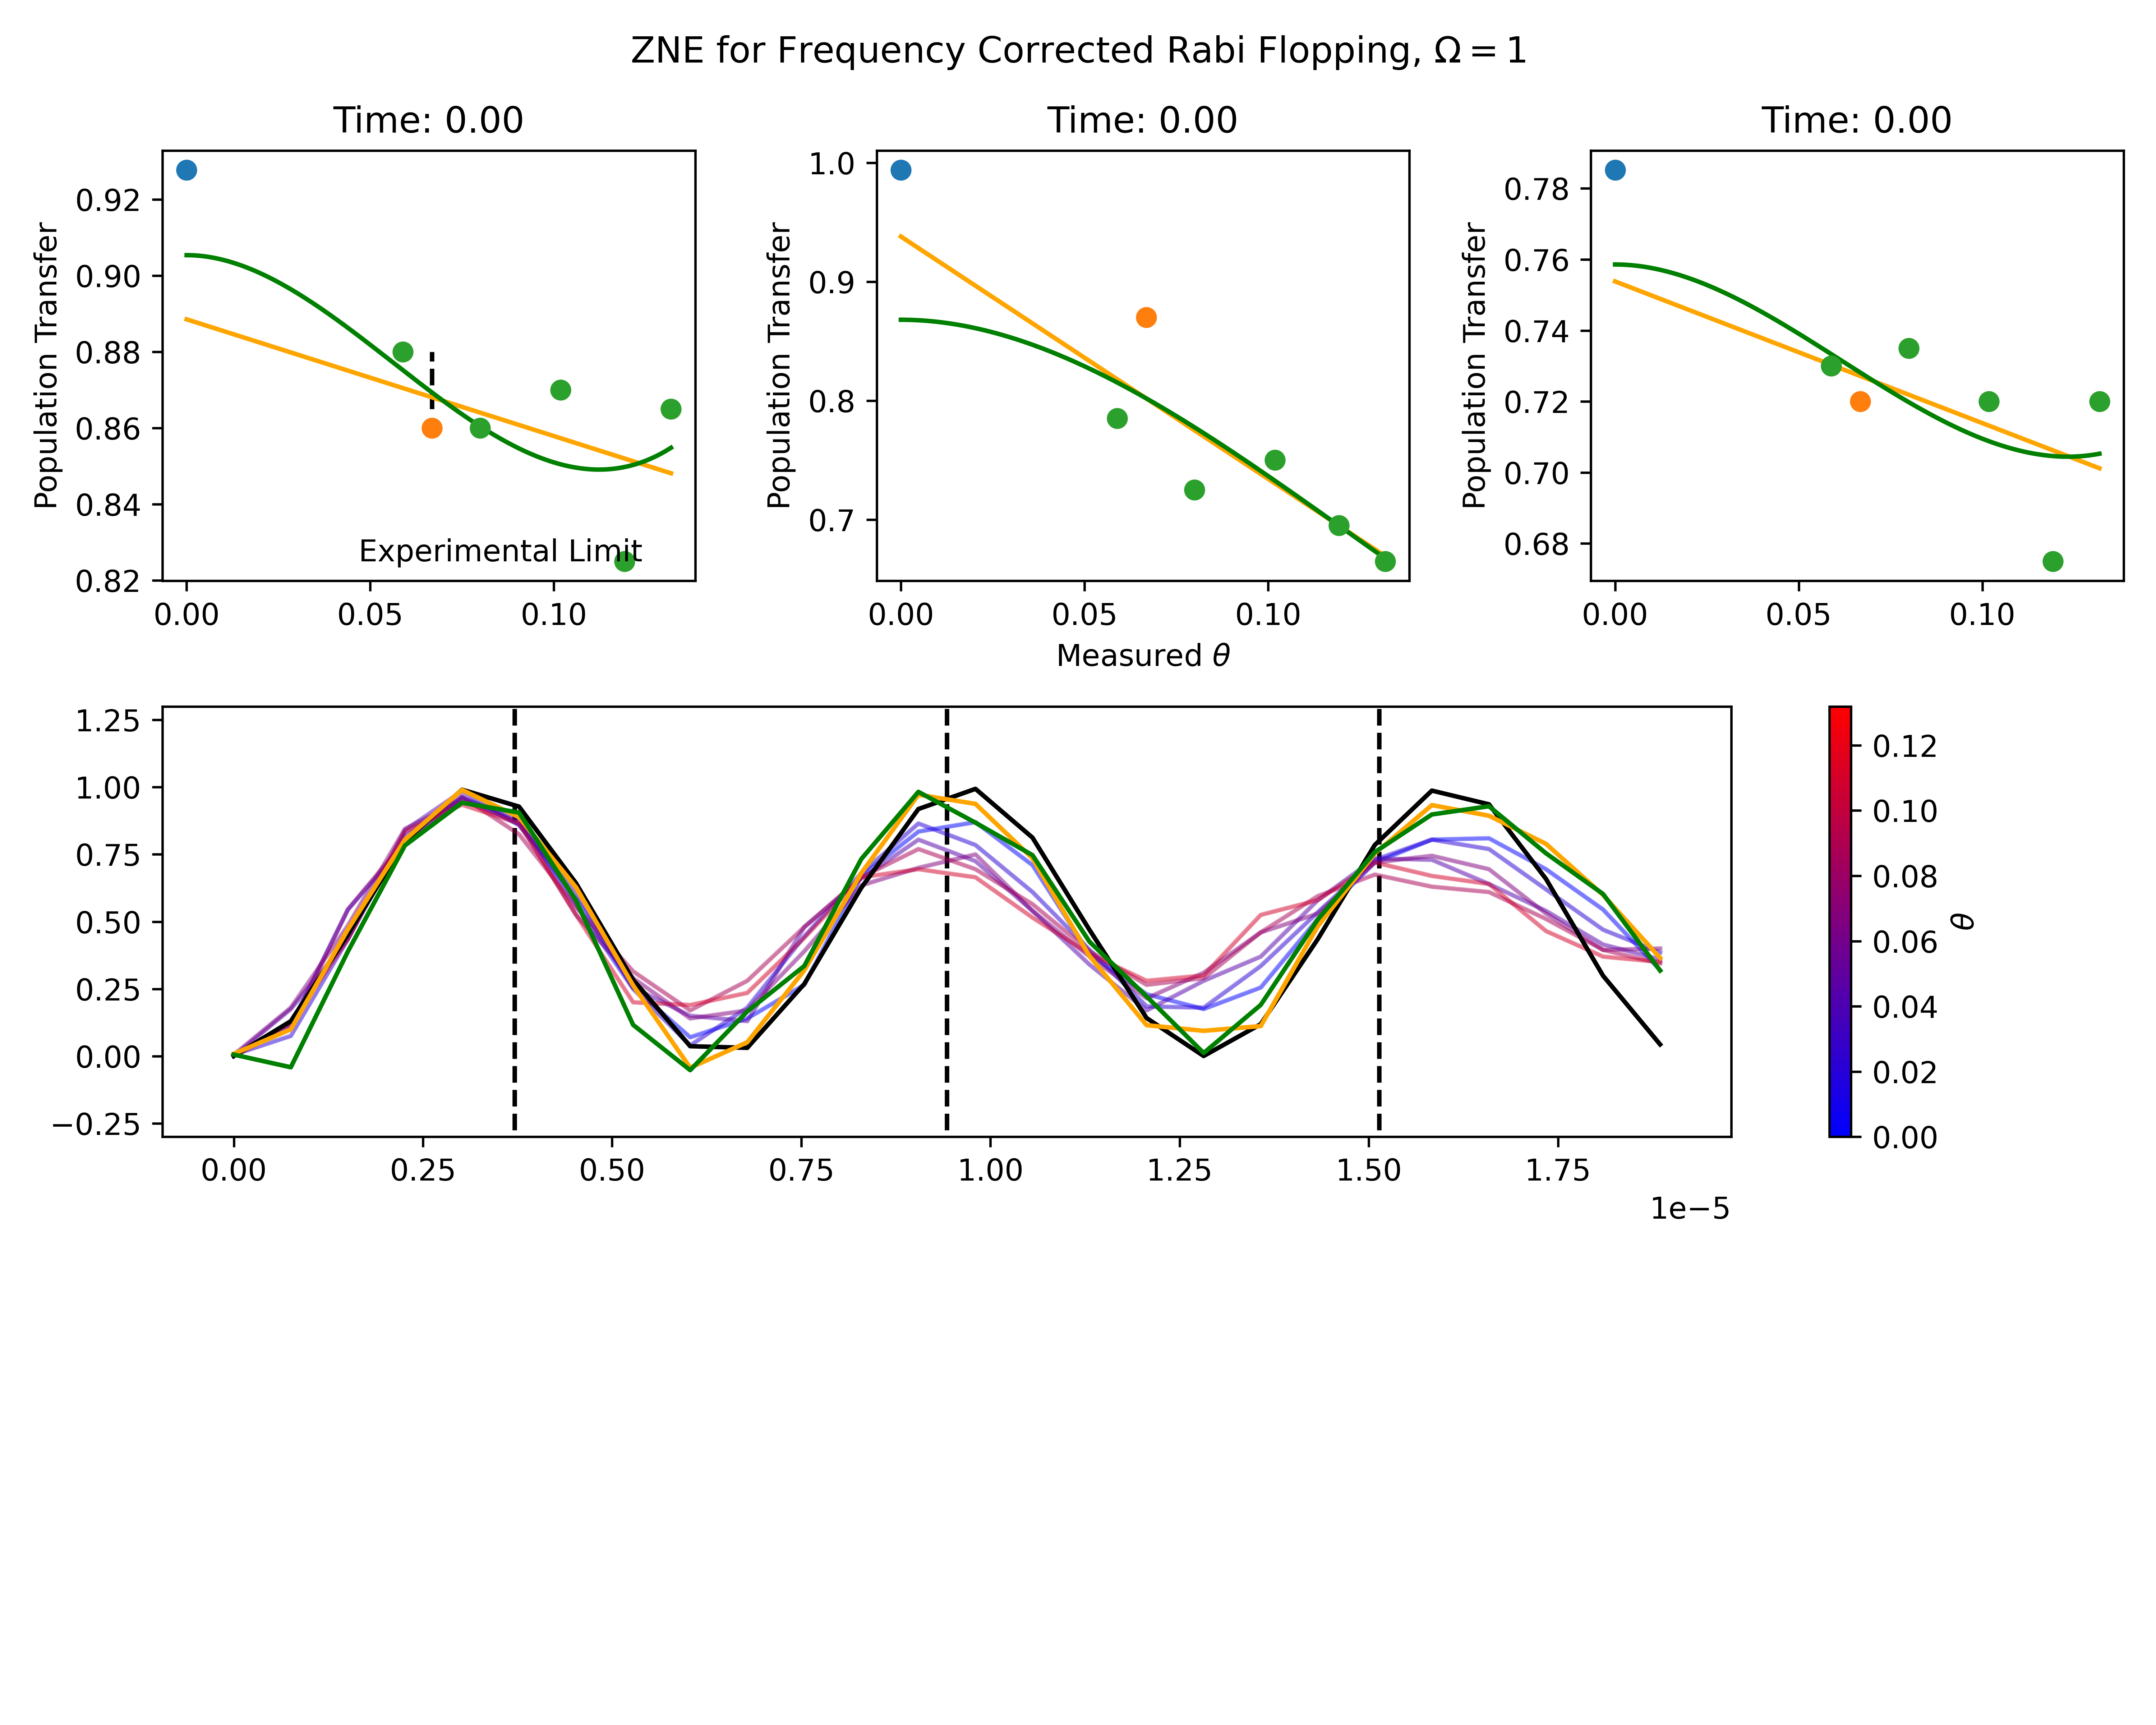 ZNE for Frequency Corrected Rabi Flopping, Ω = 1
Time: 0.00
Time: 0.00
Time: 0.00
Population Transfer
0.92
0.90
0.88
0.86
0.84
0.82
Experimental Limit
0.00 0.05 0.10
Population Transfer
1.0
0.9
0.8
0.7
0.00 0.05 0.10
Measured θ
Population Transfer
0.78
0.76
0.74
0.72
0.70
0.68
0.00 0.05 0.10
1.25
1.00
0.75
0.50
0.25
0.00
−0.25
0.00 0.25 0.50 0.75 1.00 1.25 1.50 1.75
1e−5
0.12
0.10
0.08
0.06
0.04
0.02
0.00
θ